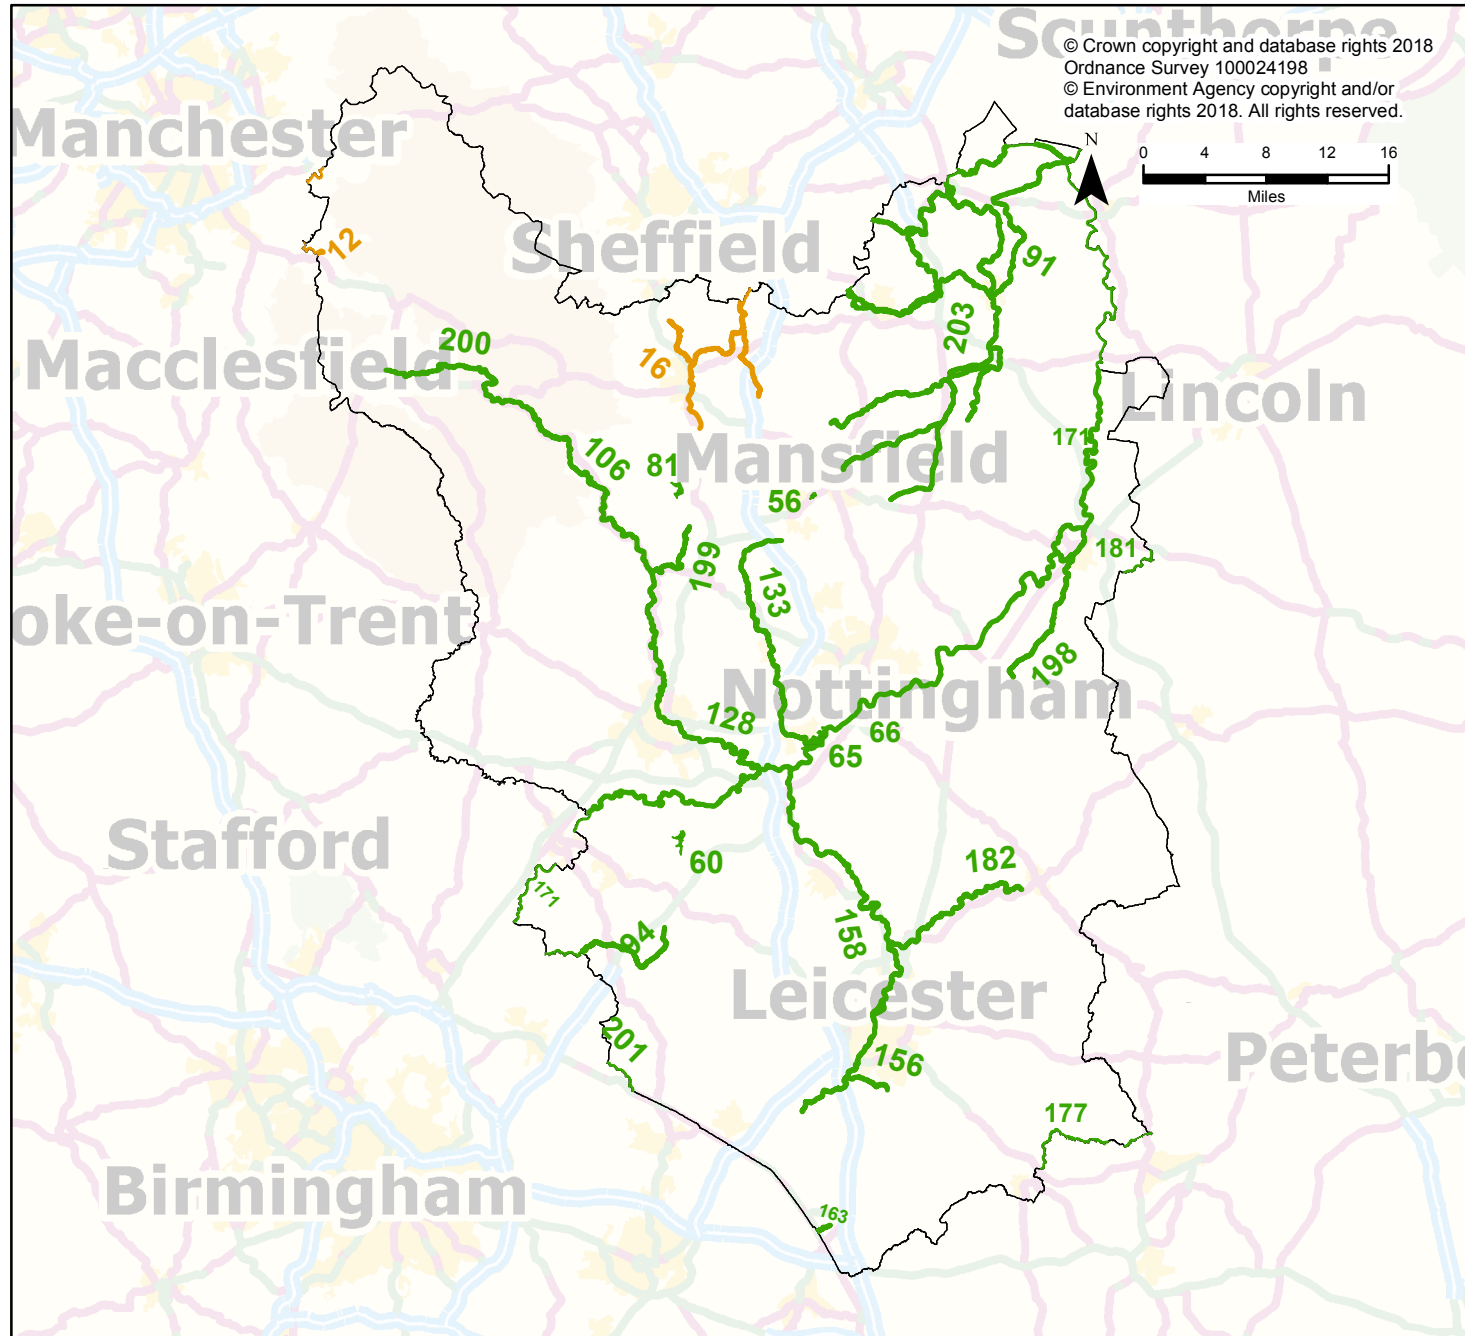 Scunthorpe
© Crown copyright and database rights 2018
Ordnance Survey 100024198
© Environment Agency copyright and/or
database rights 2018. All rights reserved.
N
0 4 8 12 16
Miles
Manchester
12
Sheffield
91
203
200
16
Macclesfield
Lincoln
171
106
81
Mansfield
56
181
199
133
oke-on-Trent
198
Nottingham
128
66
65
Stafford
60
182
171
94
158
Leicester
201
156
Peterbo
177
Birmingham
163